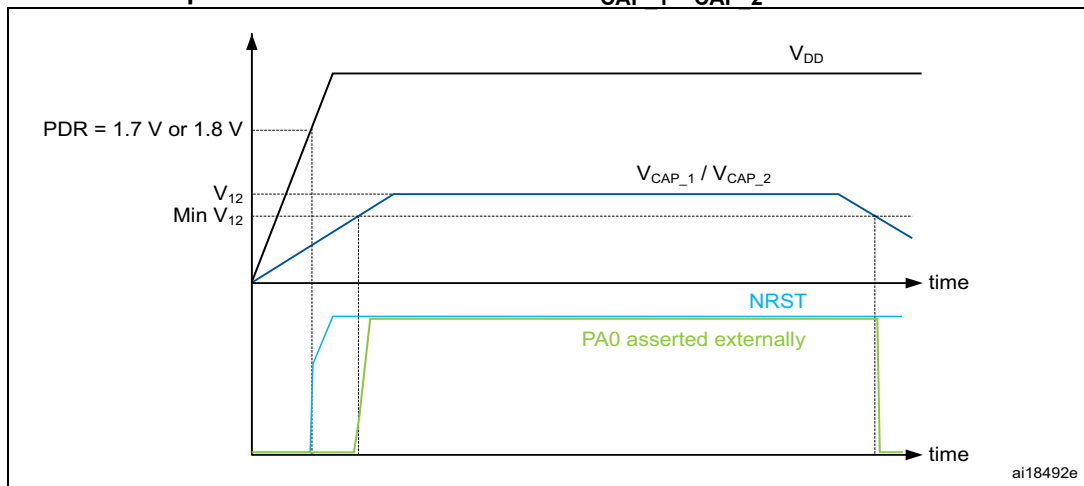 VDD
PDR = 1.7 V or 1.8 V
VCAP_1 / VCAP_2
V12
Min V12
time
NRST
PA0 asserted externally
time
ai18492e